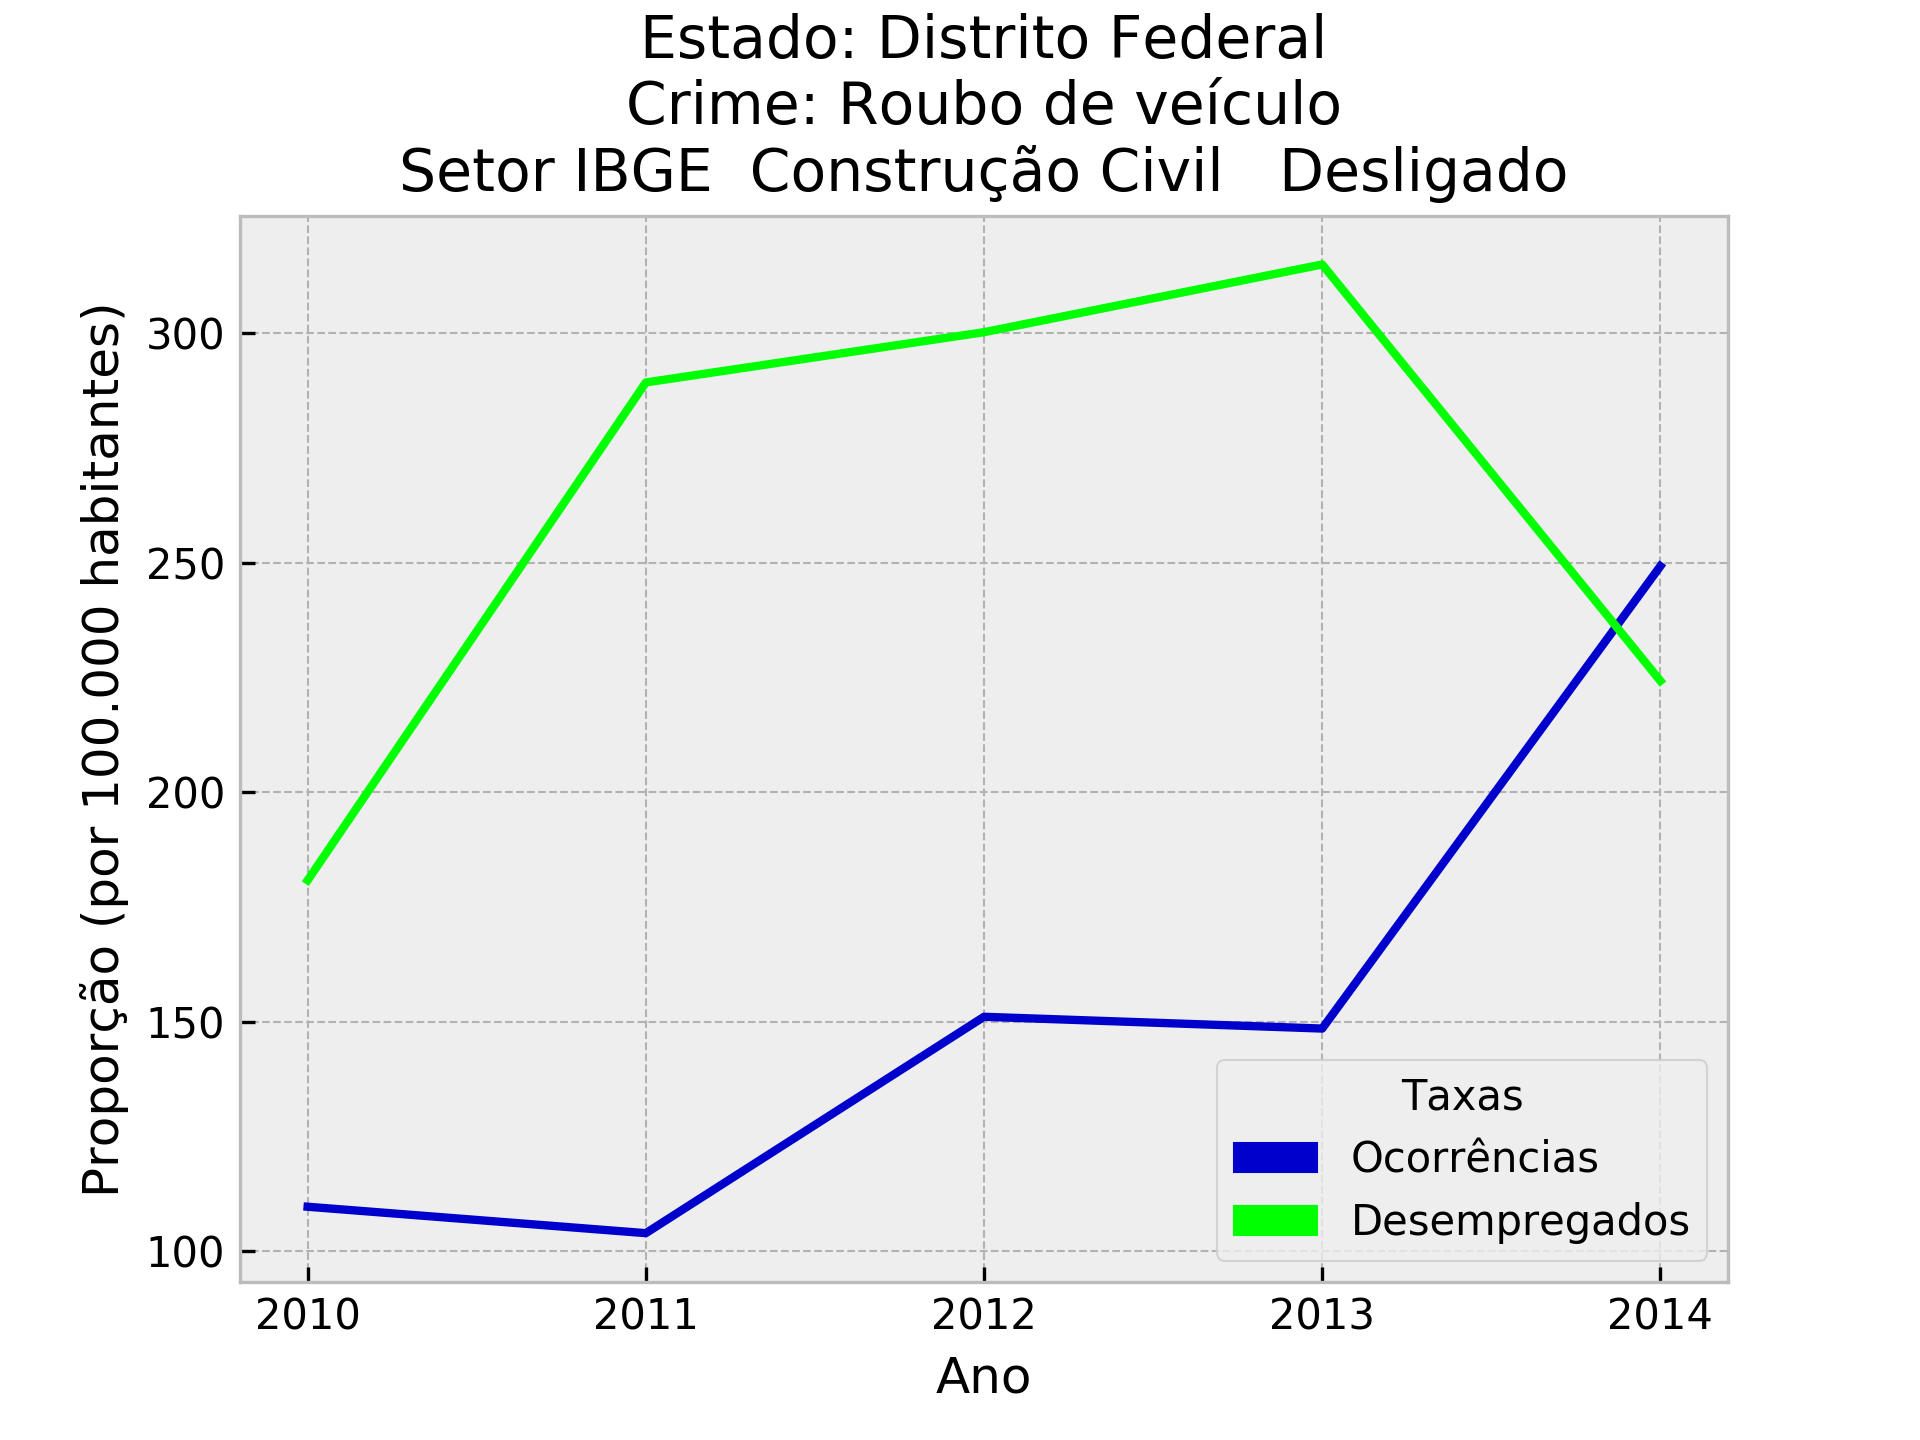 Estado: Distrito Federal
Crime: Roubo de veículo
Setor IBGE  Construção Civil   Desligado
Proporção (por 100.000 habitantes)
300
250
200
150
100
2010
2011
2012
2013
2014
Ano
Taxas
Ocorrências
Desempregados